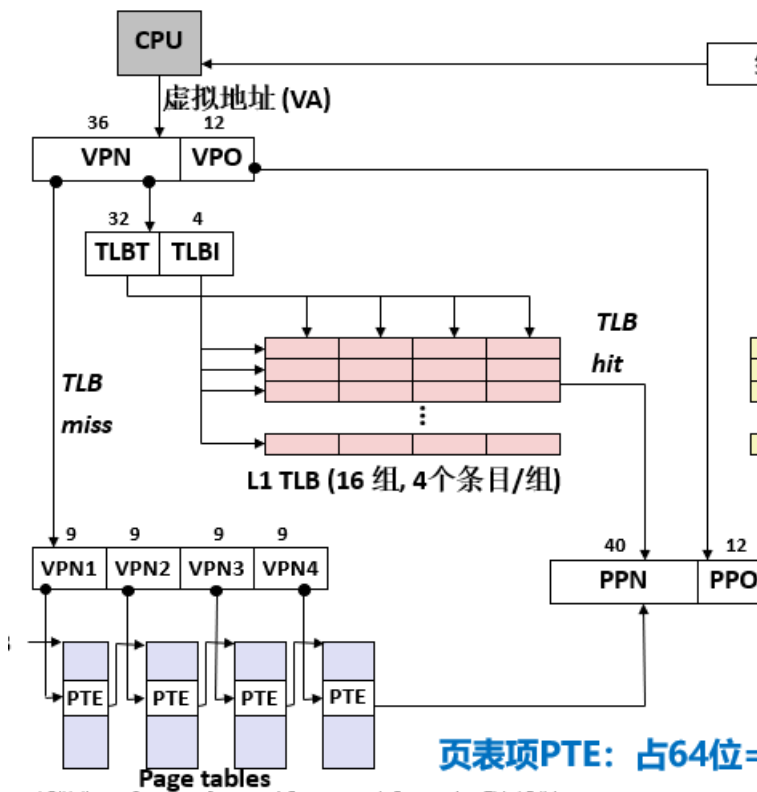 CPU
虚拟地址 (VA)
36 12
VPN VPO
32 4
TLBT TLBI
TLB
hit
TLB
miss
...
L1 TLB (16 组, 4个条目/组)
9 9 9 9
VPN1 VPN2 VPN3 VPN4
40 12
PPN PPO
PTE PTE PTE PTE
页表项PTE：占64位=
Page tables